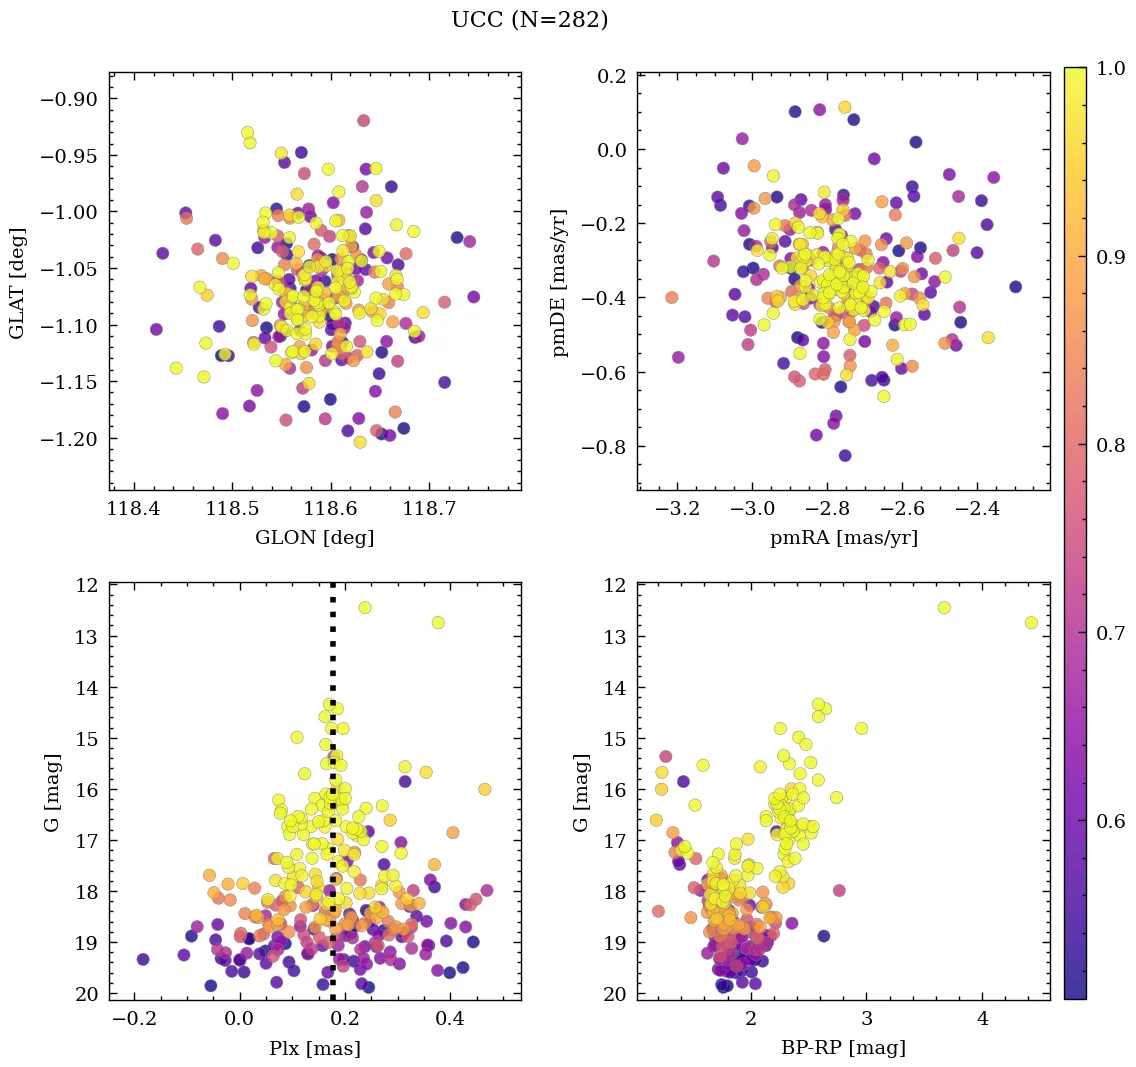 UCC (N=282)
−0.90
−0.95
−1.00
−1.05
−1.10
−1.15
−1.20
GLAT [deg]
118.4 118.5 118.6 118.7
GLON [deg]
0.2
0.0
−0.2
−0.4
−0.6
−0.8
pmDE [mas/yr]
−3.2 −3.0 −2.8 −2.6 −2.4
pmRA [mas/yr]
12
13
14
15
16
17
18
19
20
G [mag]
−0.2 0.0 0.2 0.4
Plx [mas]
12
13
14
15
16
17
18
19
20
G [mag]
2 3 4
BP-RP [mag]
1.0
0.9
0.8
0.7
0.6